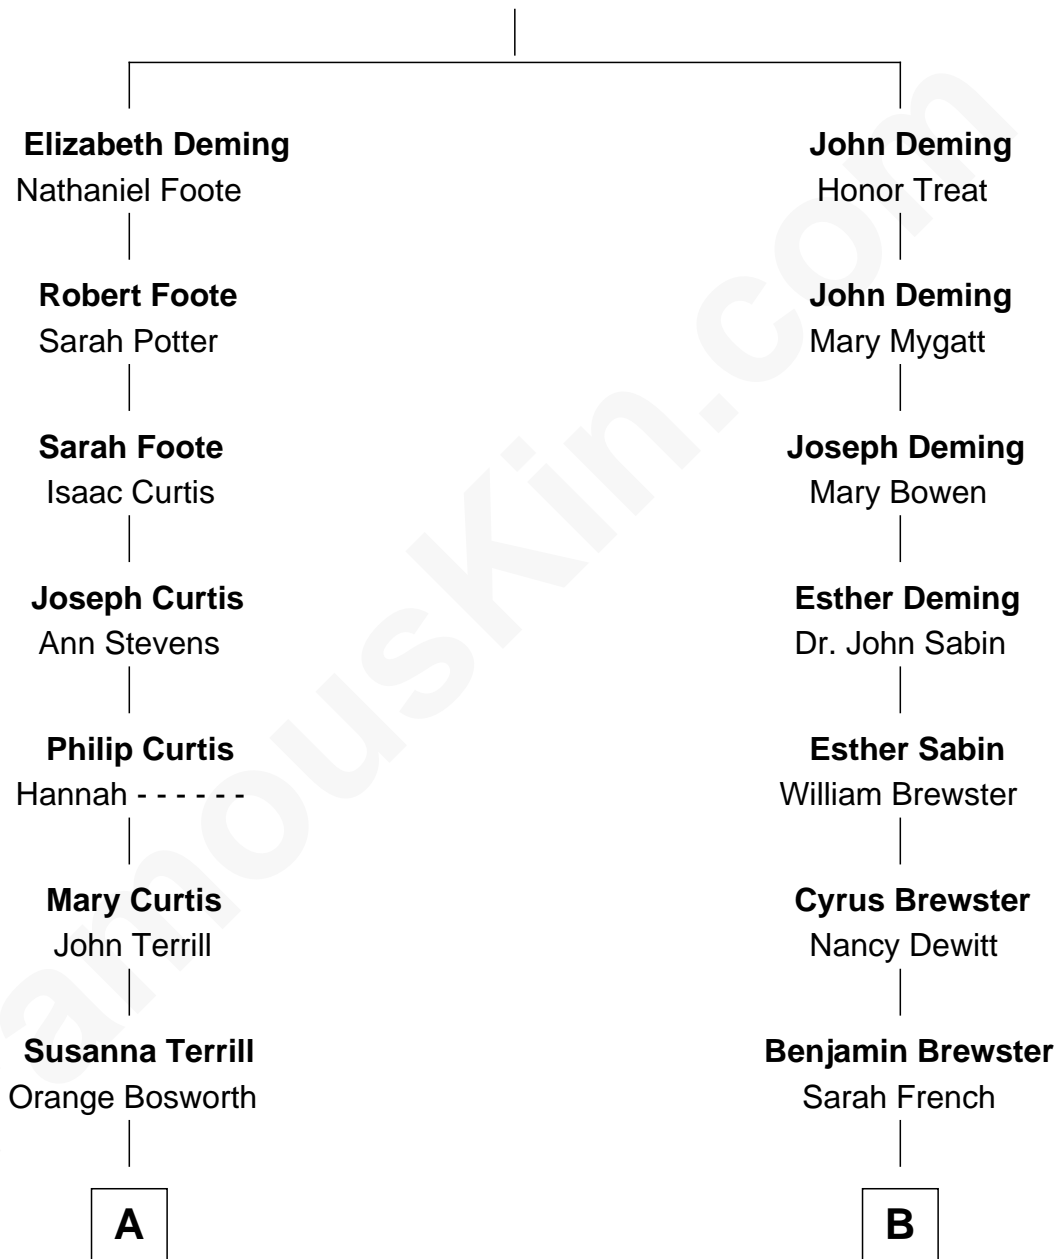 Elizabeth Deming
Nathaniel Foote
Robert Foote
Sarah Potter
Sarah Foote
Isaac Curtis
Joseph Curtis
Ann Stevens
Philip Curtis
Hannah - - - - - -
Mary Curtis
John Terrill
Susanna Terrill
Orange Bosworth
A
John Deming
Honor Treat
John Deming
Mary Mygatt
Joseph Deming
Mary Bowen
Esther Deming
Dr. John Sabin
Esther Sabin
William Brewster
Cyrus Brewster
Nancy Dewitt
Benjamin Brewster
Sarah French
B
amousKin.com